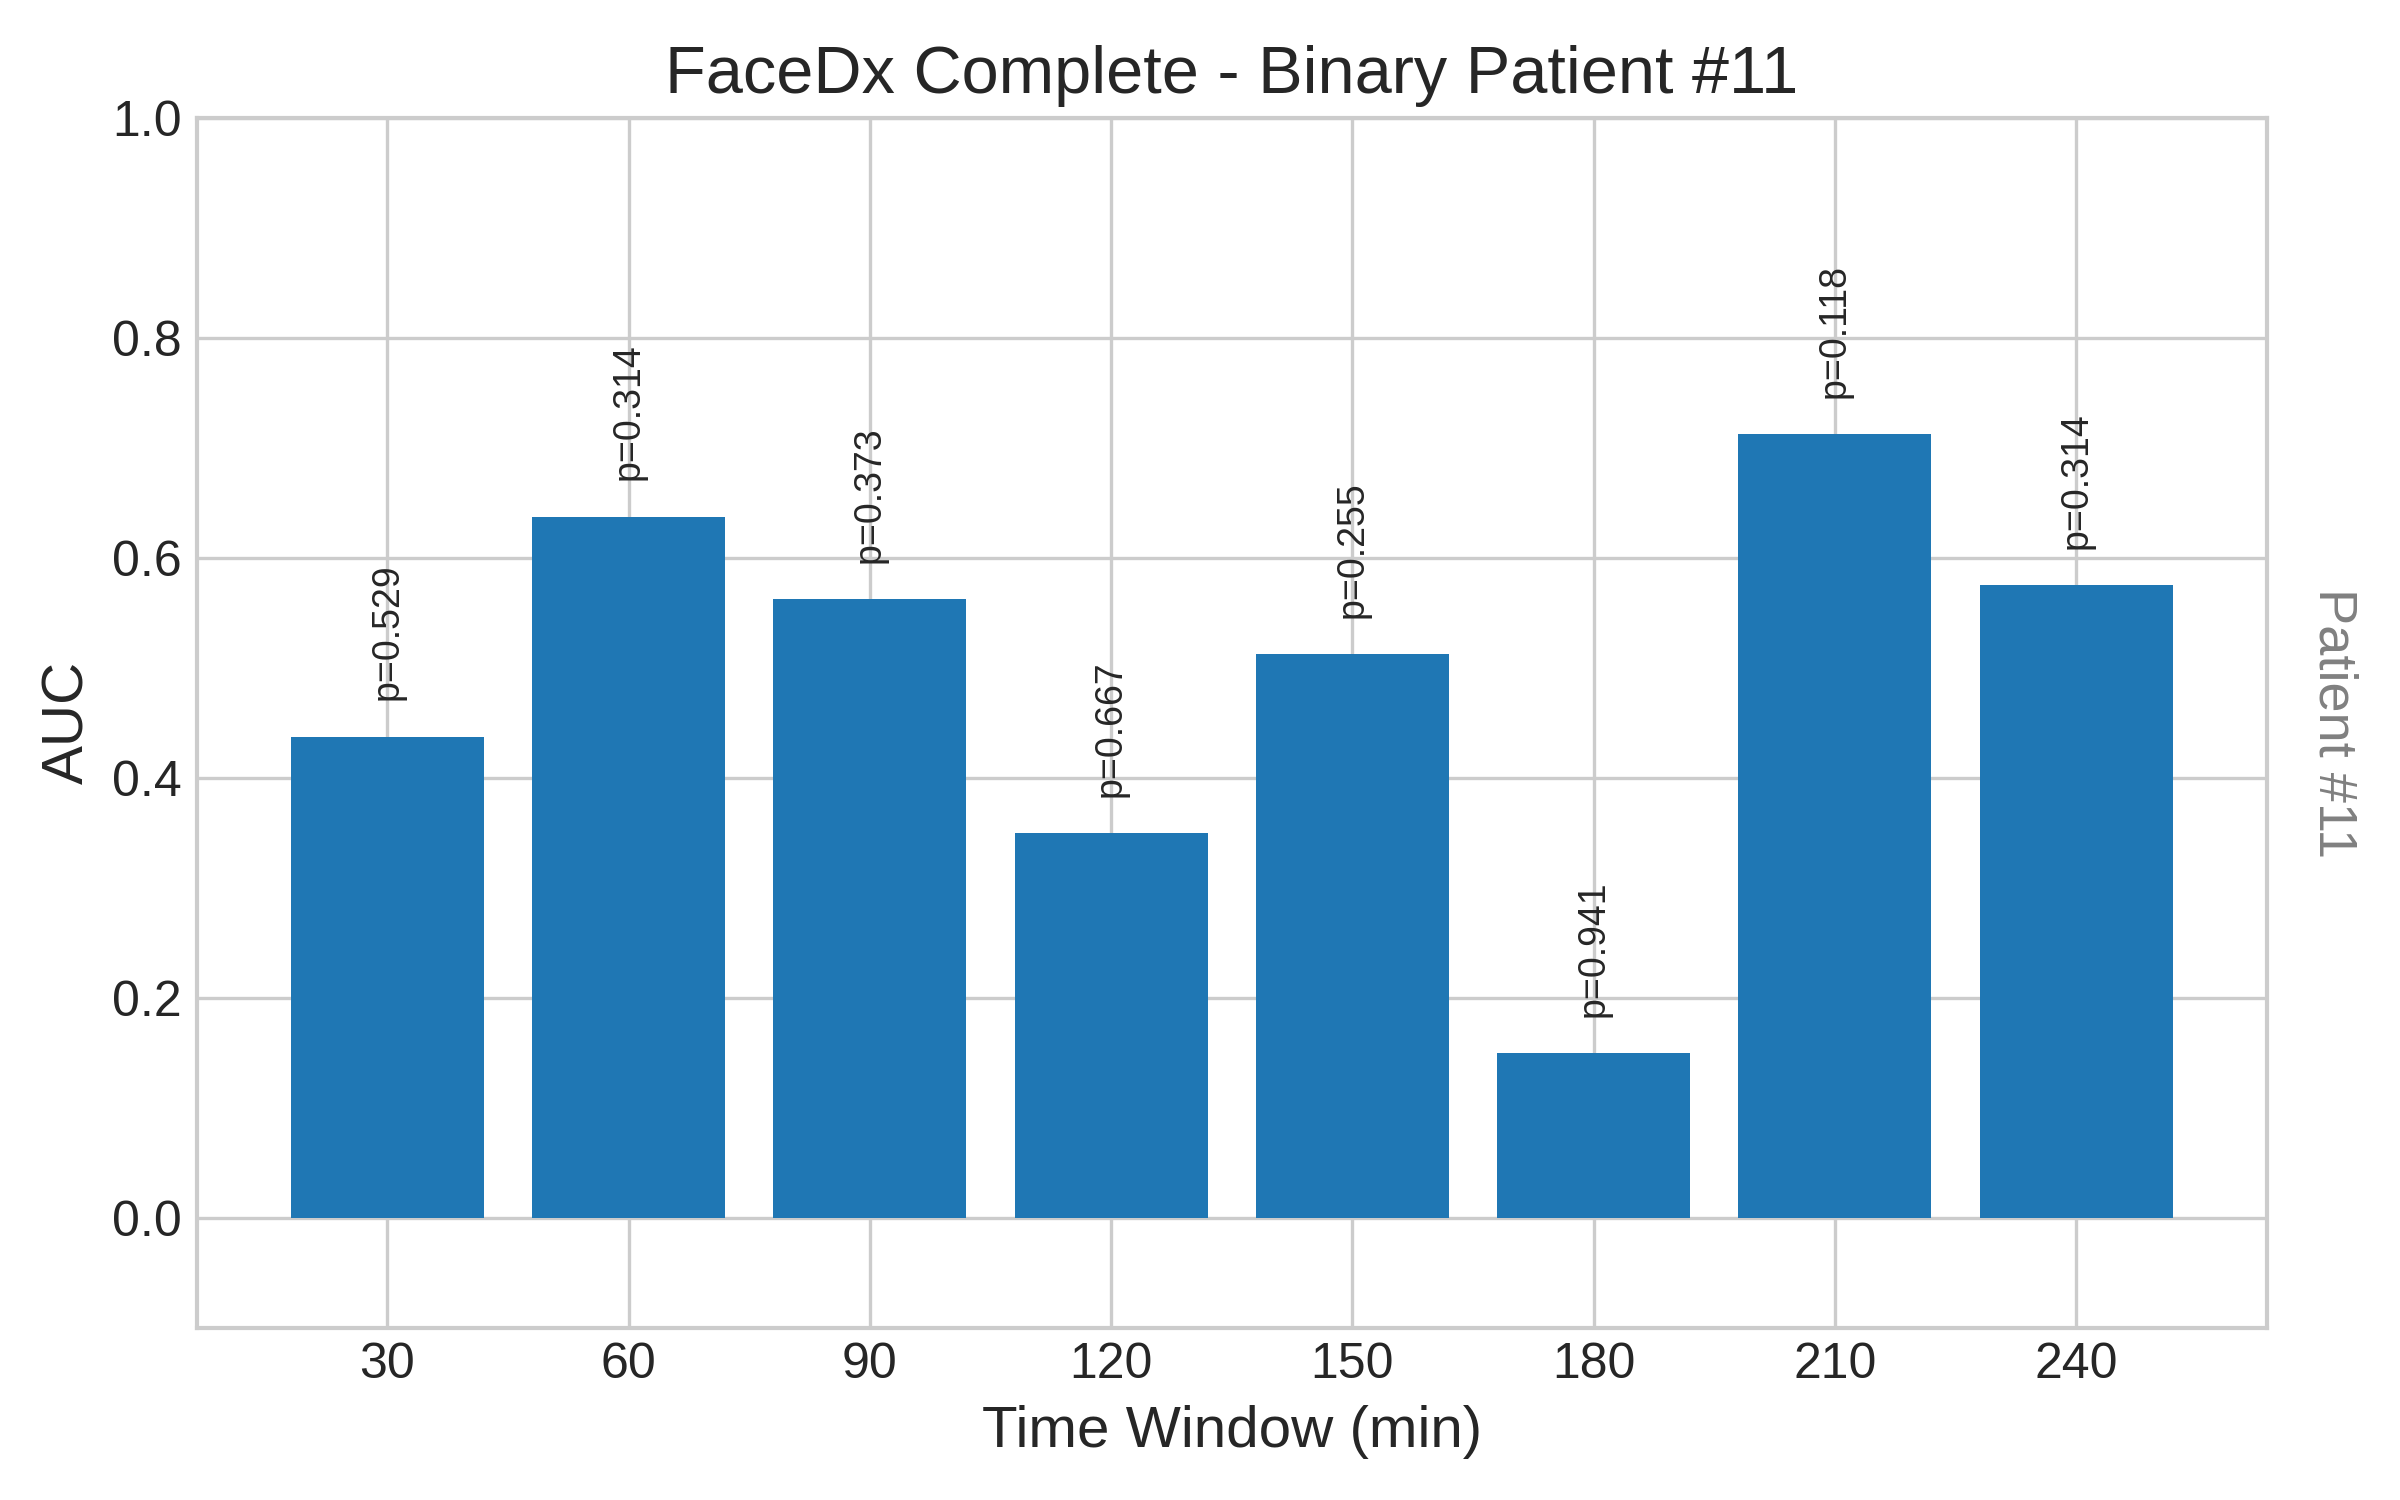 FaceDx Complete - Binary Patient #11
1.0
0.8
0.6
0.4
0.2
0.0
AUC
p=0.529
p=0.314
p=0.373
p=0.667
p=0.255
p=0.941
p=0.118
p=0.314
Patient #11
30 60 90 120 150 180 210 240
Time Window (min)